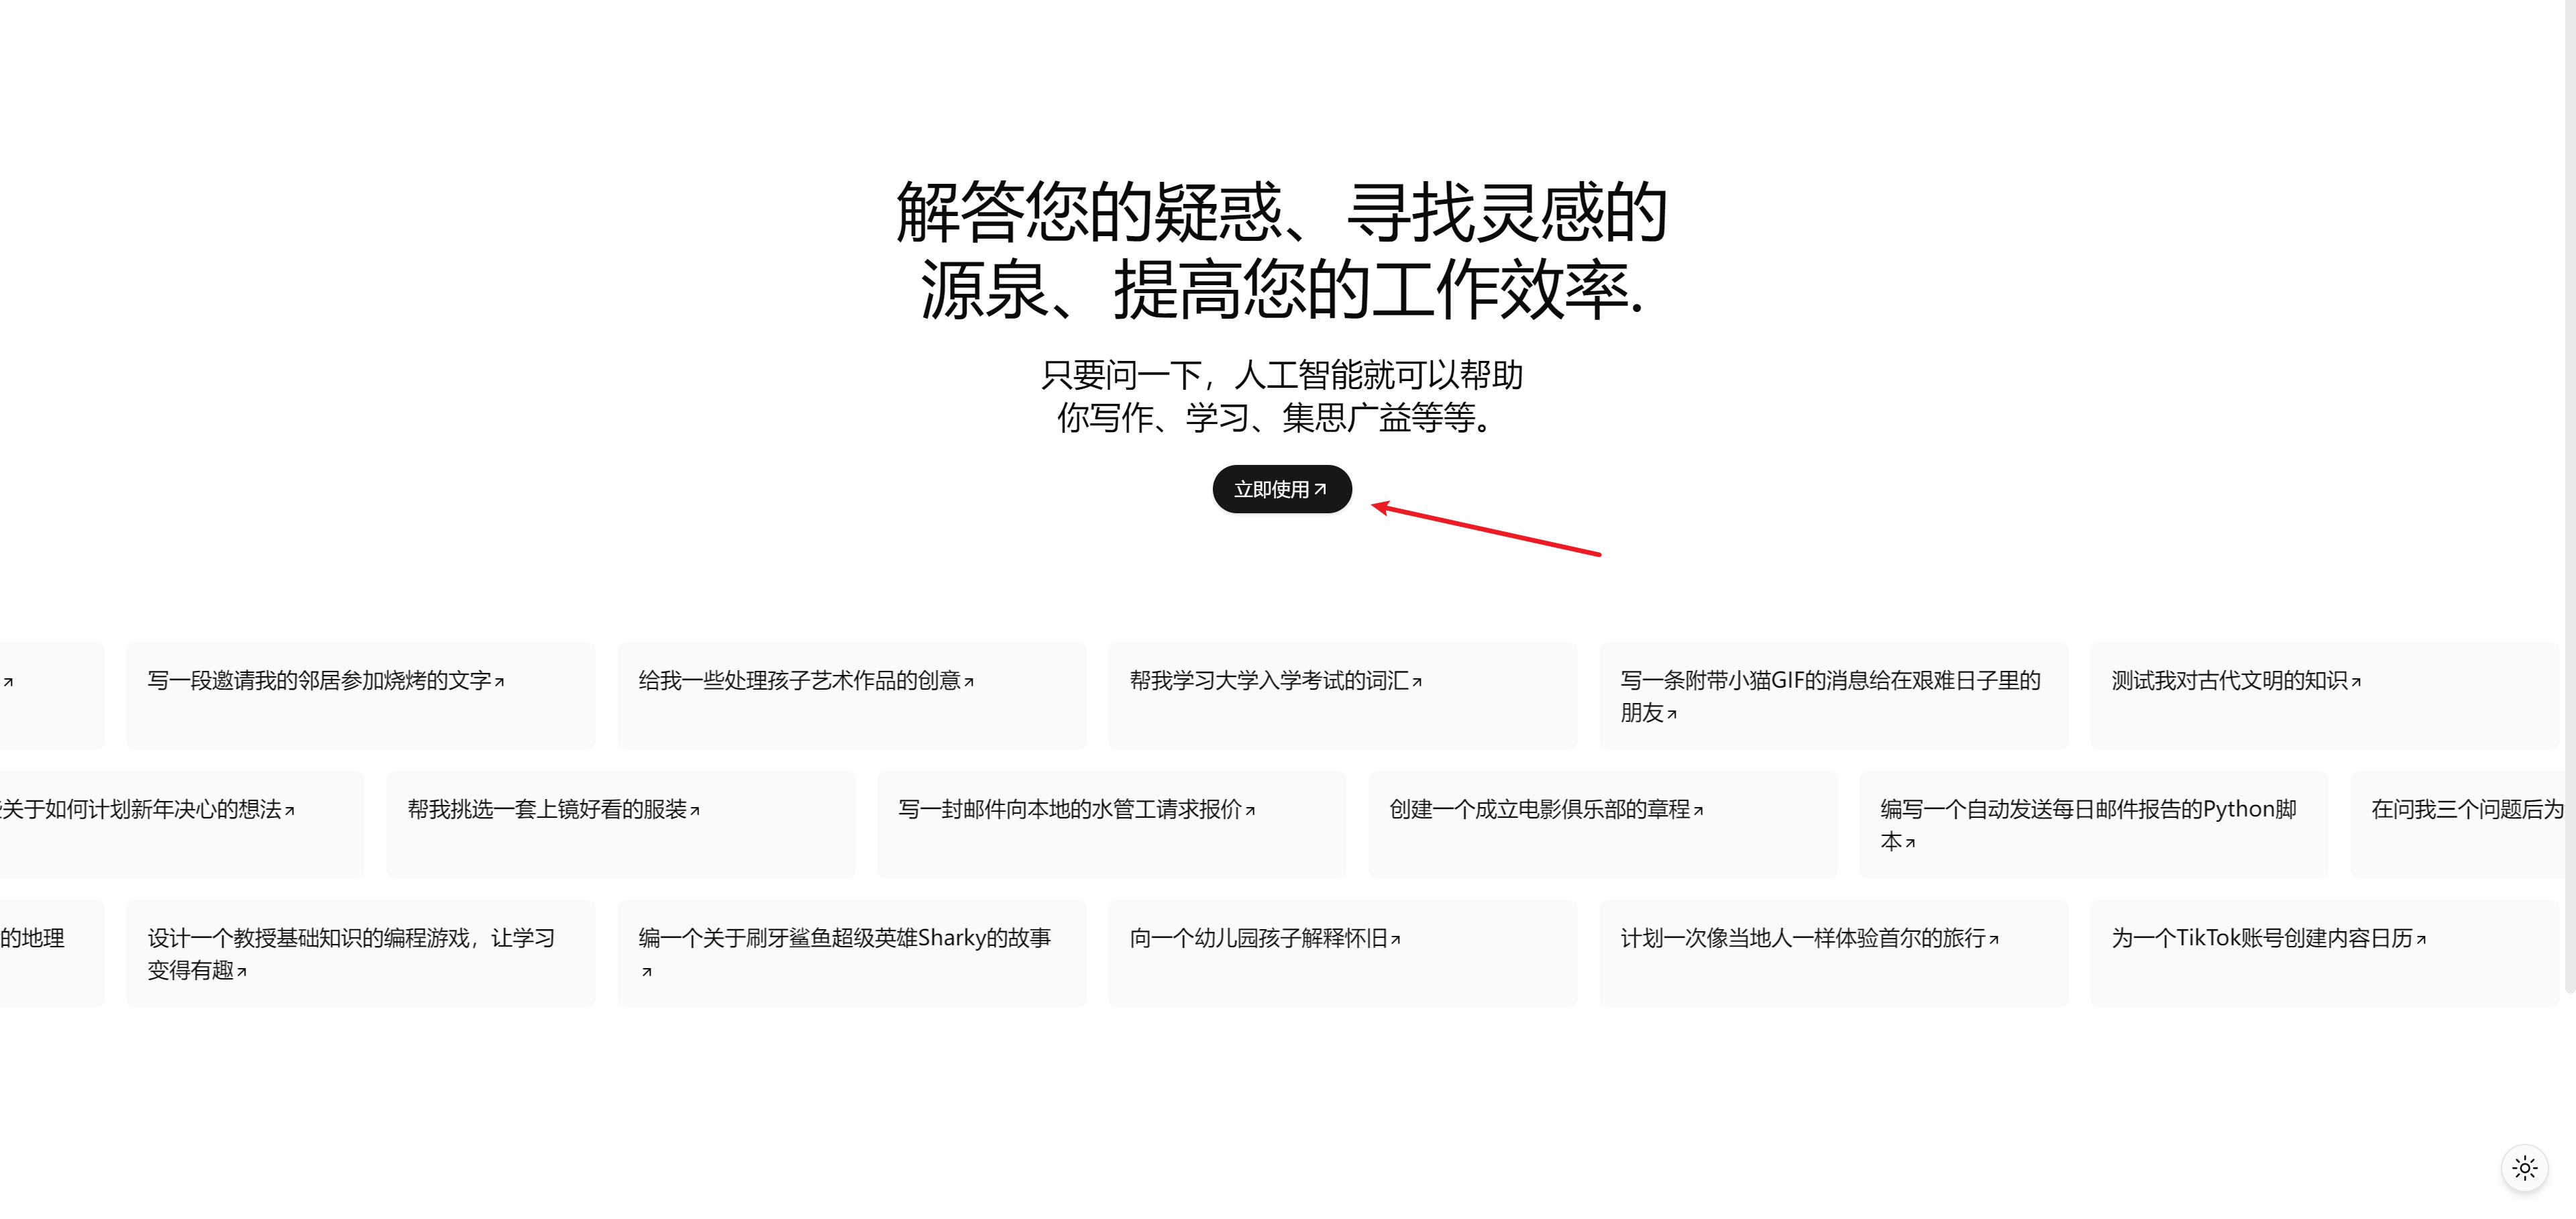 解答您的疑惑、寻找灵感的
源泉、提高您的工作效率.
只要问一下，人工智能就可以帮助
你写作、学习、集思广益等等。
立即使用
写一段邀请我的邻居参加烧烤的文字
给我一些处理孩子艺术作品的创意
帮我学习大学入学考试的词汇
写一条附带小猫GIF的消息给在艰难日子里的
朋友
测试我对古代文明的知识
关于如何计划新年决心的想法
帮我挑选一套上镜好看的服装
写一封邮件向本地的水管工请求报价
创建一个成立电影俱乐部的章程
编写一个自动发送每日邮件报告的Python脚
本
在问我三个问题后为
的地理
设计一个教授基础知识的编程游戏，让学习
变得有趣
编一个关于刷牙鲨鱼超级英雄Sharky的故事
向一个幼儿园孩子解释怀旧
计划一次像当地人一样体验首尔的旅行
为一个TikTok账号创建内容日历